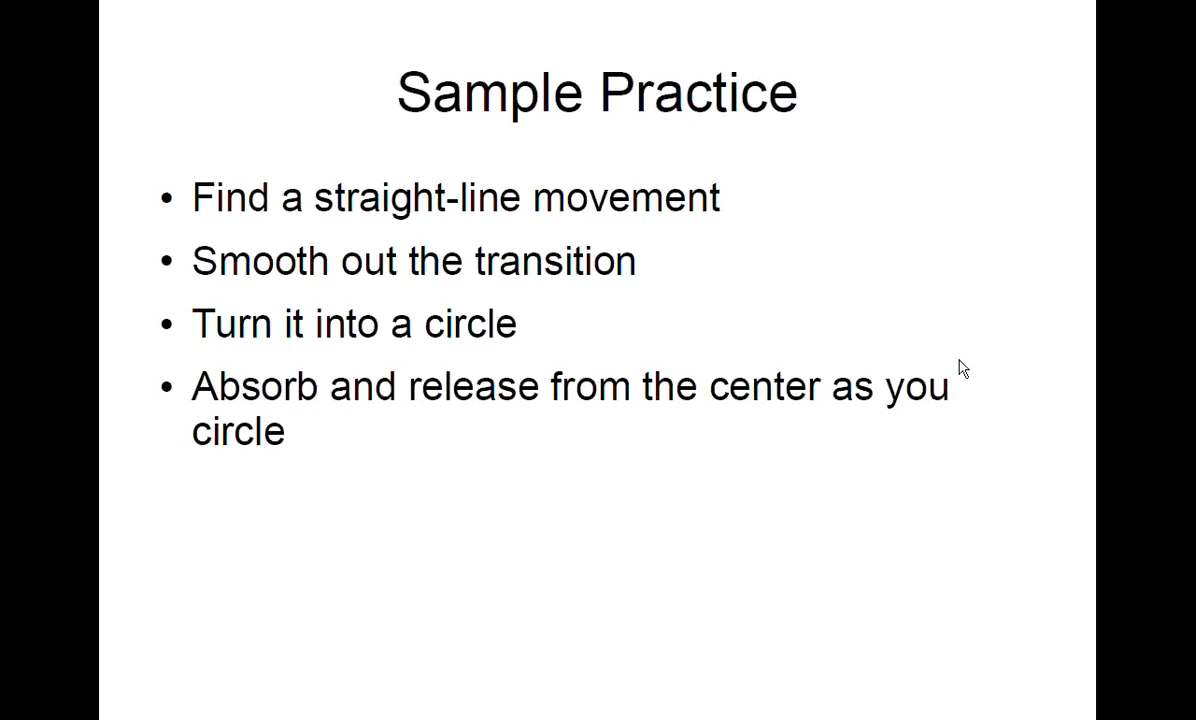 Sample Practice
• Find a straight-line movement
• Smooth out the transition
• Turn it into a circle
• Absorb and release from the center as you
circle